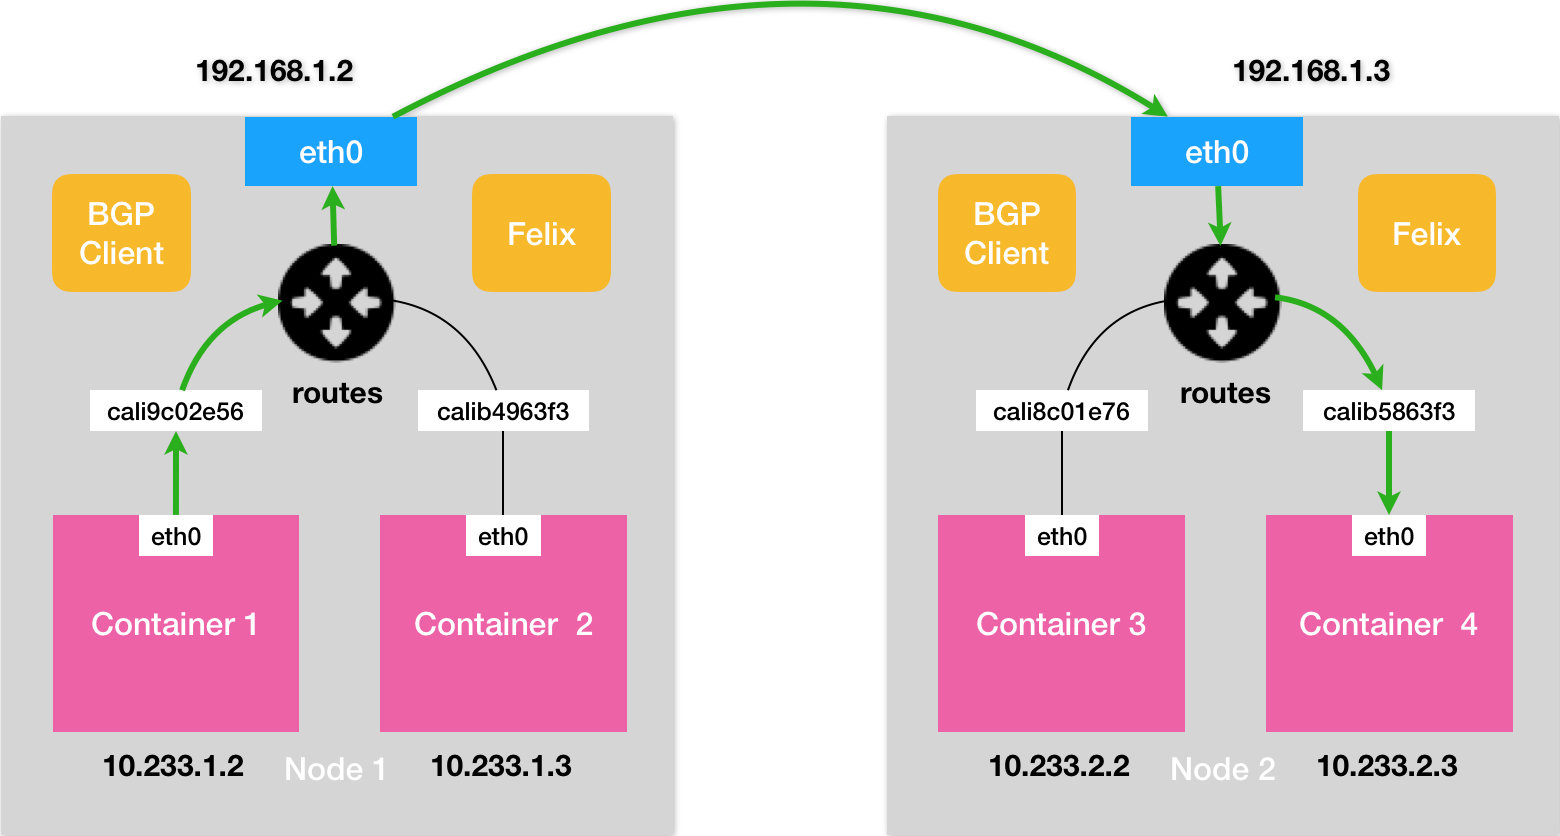 192.168.1.2
192.168.1.3
eth0
BGP
Client
Felix
routes
cali9c02e56
calib4963f3
eth0
eth0
Container 1
Container 2
10.233.1.2
Node 1
10.233.1.3
eth0
BGP
Client
Felix
routes
cali8c01e76
calib5863f3
eth0
eth0
Container 3
Container 4
10.233.2.2
Node 2
10.233.2.3